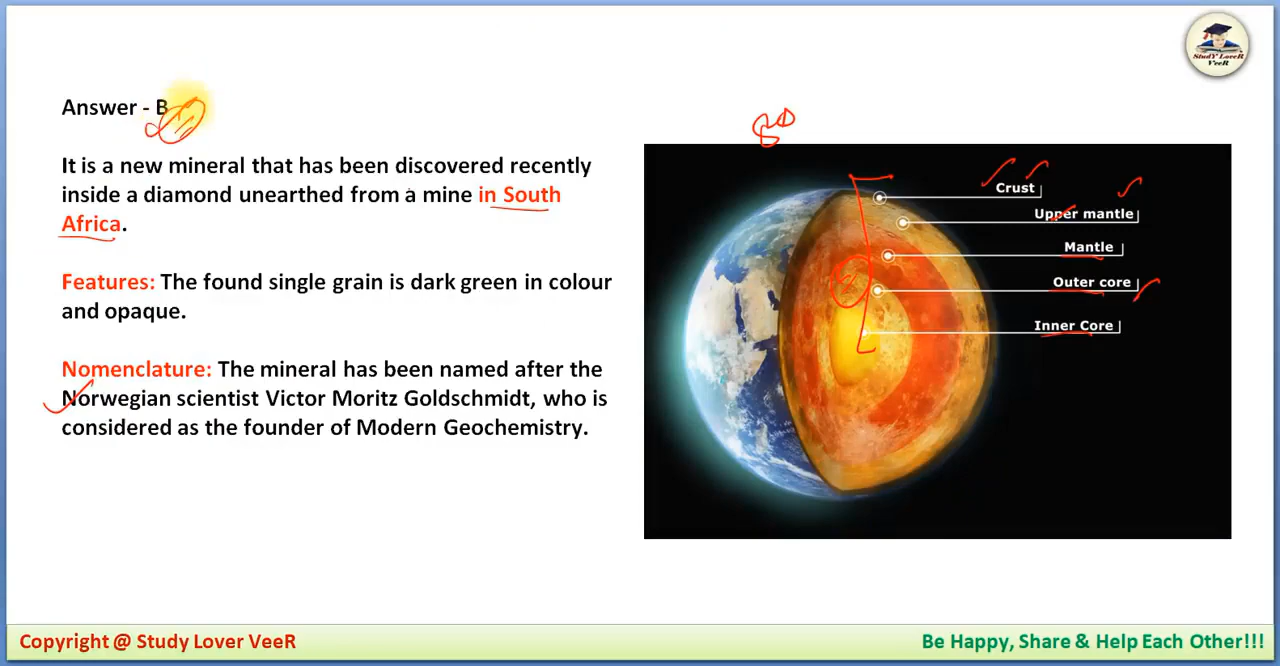 StudY LoveR
VeeR
Answer - B
It is a new mineral that has been discovered recently
inside a diamond unearthed from a mine in South
Africa.
Features: The found single grain is dark green in colour
and opaque.
Nomenclature: The mineral has been named after the
Norwegian scientist Victor Moritz Goldschmidt, who is
considered as the founder of Modern Geochemistry.
Crust
Upper mantle
Mantle
Outer core
Inner Core
Copyright @ Study Lover VeeR
Be Happy, Share & Help Each Other!!!